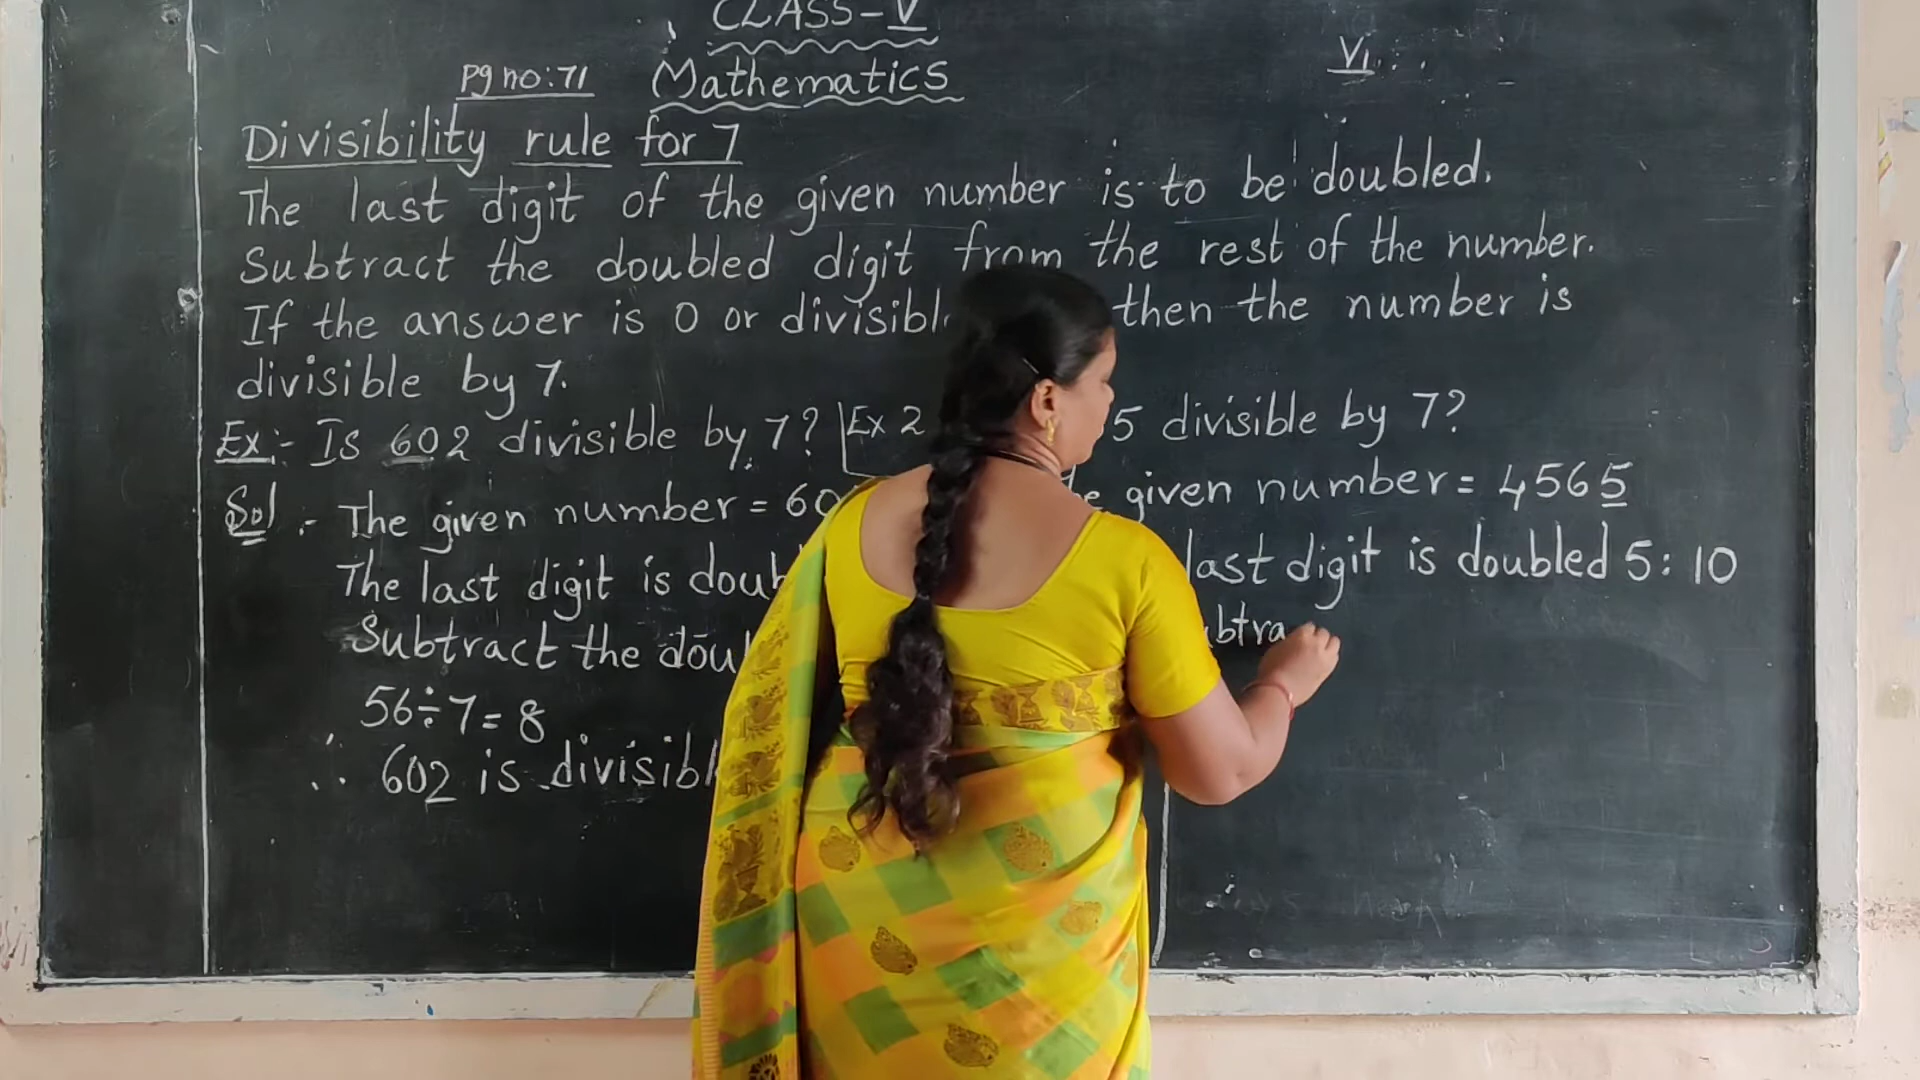 CLASS-V
VI
pg no:71 Mathematics
Divisibility rule for 7
The last digit of the given number is to be doubled.
Subtract the doubled digit from the rest of the number.
If the answer is 0 or divisibl then the number is
divisible by 7.
Ex:- Is 602 divisible by 7? Ex 2 5 divisible by 7?
Sol :- The given number = 60 given number = 4565
The last digit is doub last digit is doubled 5: 10
Subtract the dou btra
56÷7=8
∴ 602 is divisibl